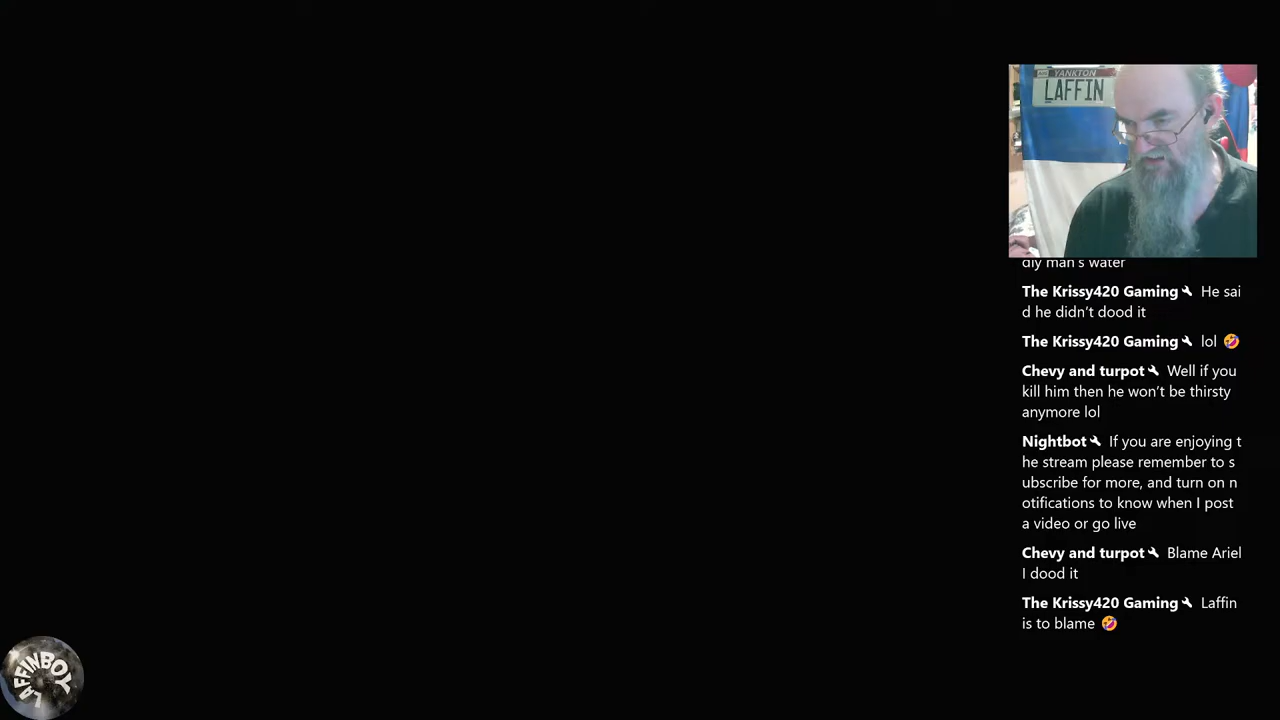 YANKTON
LAFFIN
diy man's water
The Krissy420 Gaming He sai
d he didn't dood it
The Krissy420 Gaming lol 🤣
Chevy and turpot Well if you
kill him then he won't be thirsty
anymore lol
Nightbot If you are enjoying t
he stream please remember to s
ubscribe for more, and turn on n
otifications to know when I post
a video or go live
Chevy and turpot Blame Ariel
I dood it
The Krissy420 Gaming Laffin
is to blame 🤣
LAFFINBOY